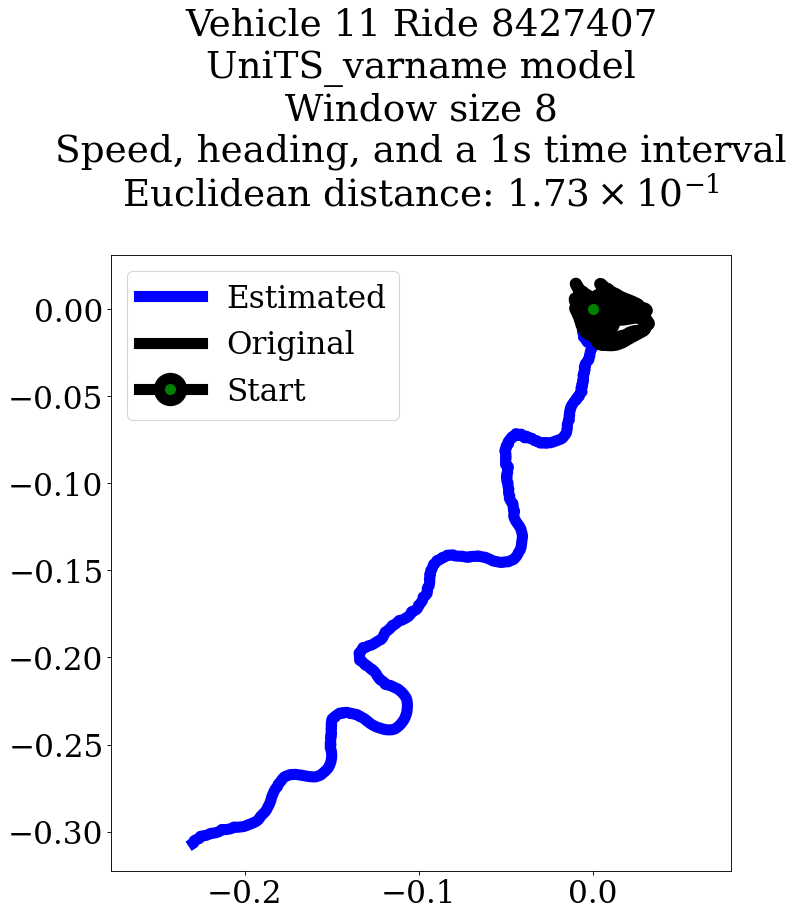 Vehicle 11 Ride 8427407
UniTS_varname model
Window size 8
Speed, heading, and a 1s time interval
Euclidean distance: 1.73 × 10⁻¹
Estimated
Original
Start
0.00
−0.05
−0.10
−0.15
−0.20
−0.25
−0.30
−0.2
−0.1
0.0